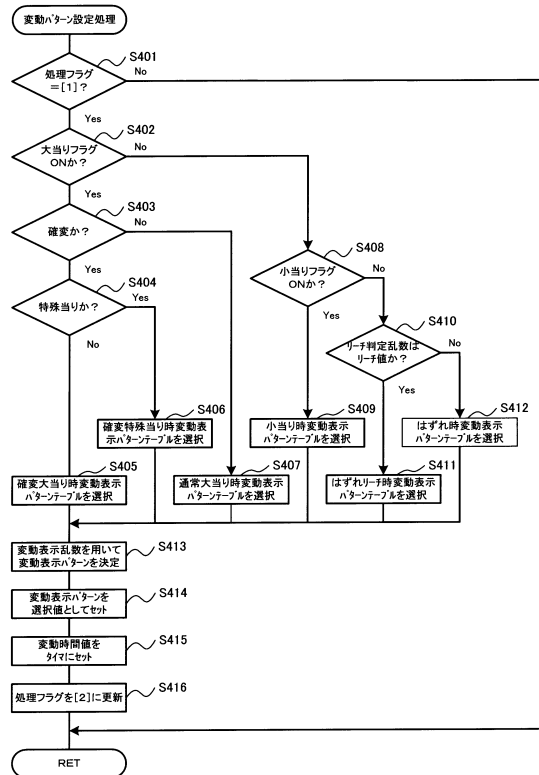 変動パターン設定処理
S401
処理フラグ
=[1]?
No
Yes
S402
大当りフラグ
ONか?
No
Yes
S403
確変か?
No
Yes
S404
特殊当りか?
Yes
No
S408
小当りフラグ
ONか?
No
Yes
S410
リーチ判定乱数は
リーチ値か?
No
Yes
S406
確変特殊当り時変動表
示パターンテーブルを選択
S409
小当り時変動表示
パターンテーブルを選択
S412
はずれ時変動表示
パターンテーブルを選択
S405
確変大当り時変動表示
パターンテーブルを選択
S407
通常大当り時変動表示
パターンテーブルを選択
S411
はずれリーチ時変動表示
パターンテーブルを選択
S413
変動表示乱数を用いて
変動表示パターンを決定
S414
変動表示パターンを
選択値としてセット
S415
変動時間値を
タイマにセット
S416
処理フラグを[2]に更新
RET